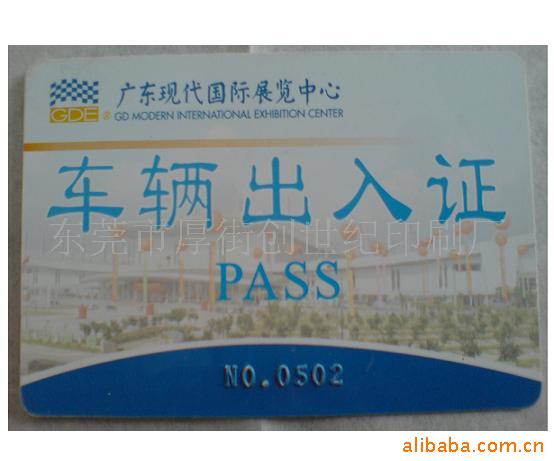 广东现代国际展览中心
GDE ® GD MODERN INTERNATIONAL EXHIBITION CENTER
车辆出入证
东莞市厚街创世纪印刷厂
PASS
NO.0502
alibaba.com.cn